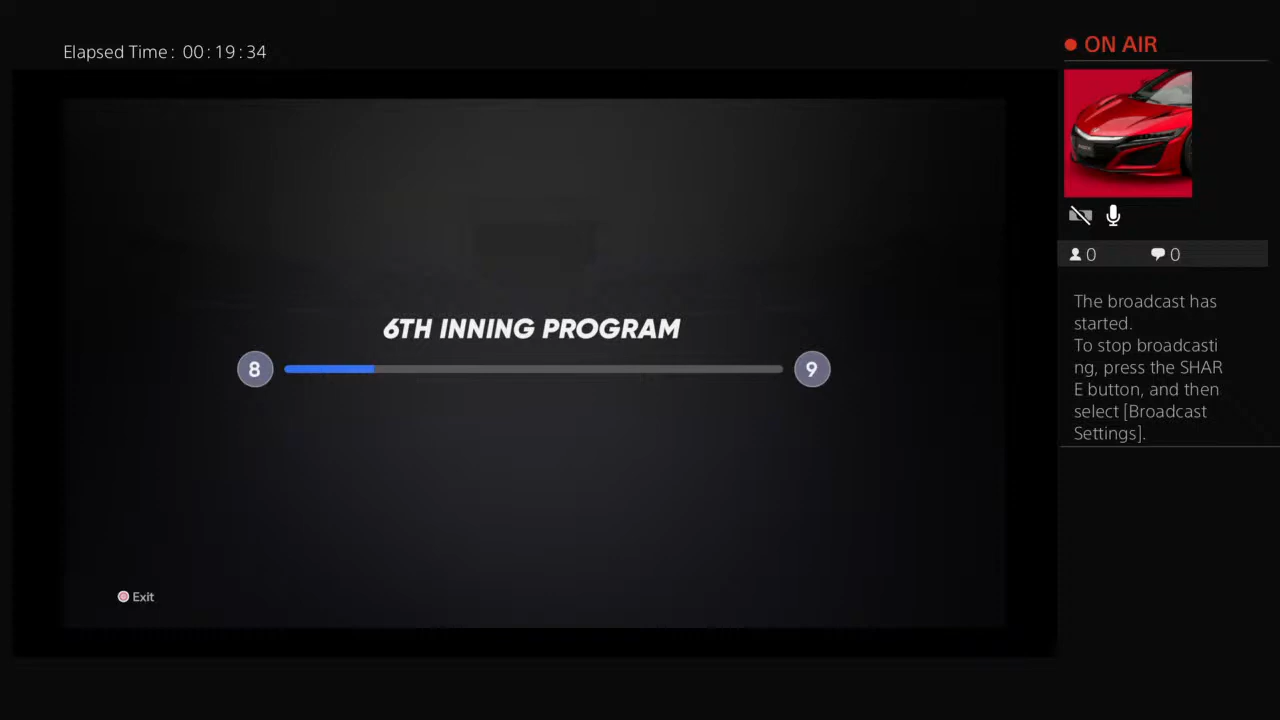 Elapsed Time: 00:19:34
ON AIR
0
0
The broadcast has
started.
To stop broadcasti
ng, press the SHAR
E button, and then
select [Broadcast
Settings].
6TH INNING PROGRAM
8
9
Exit